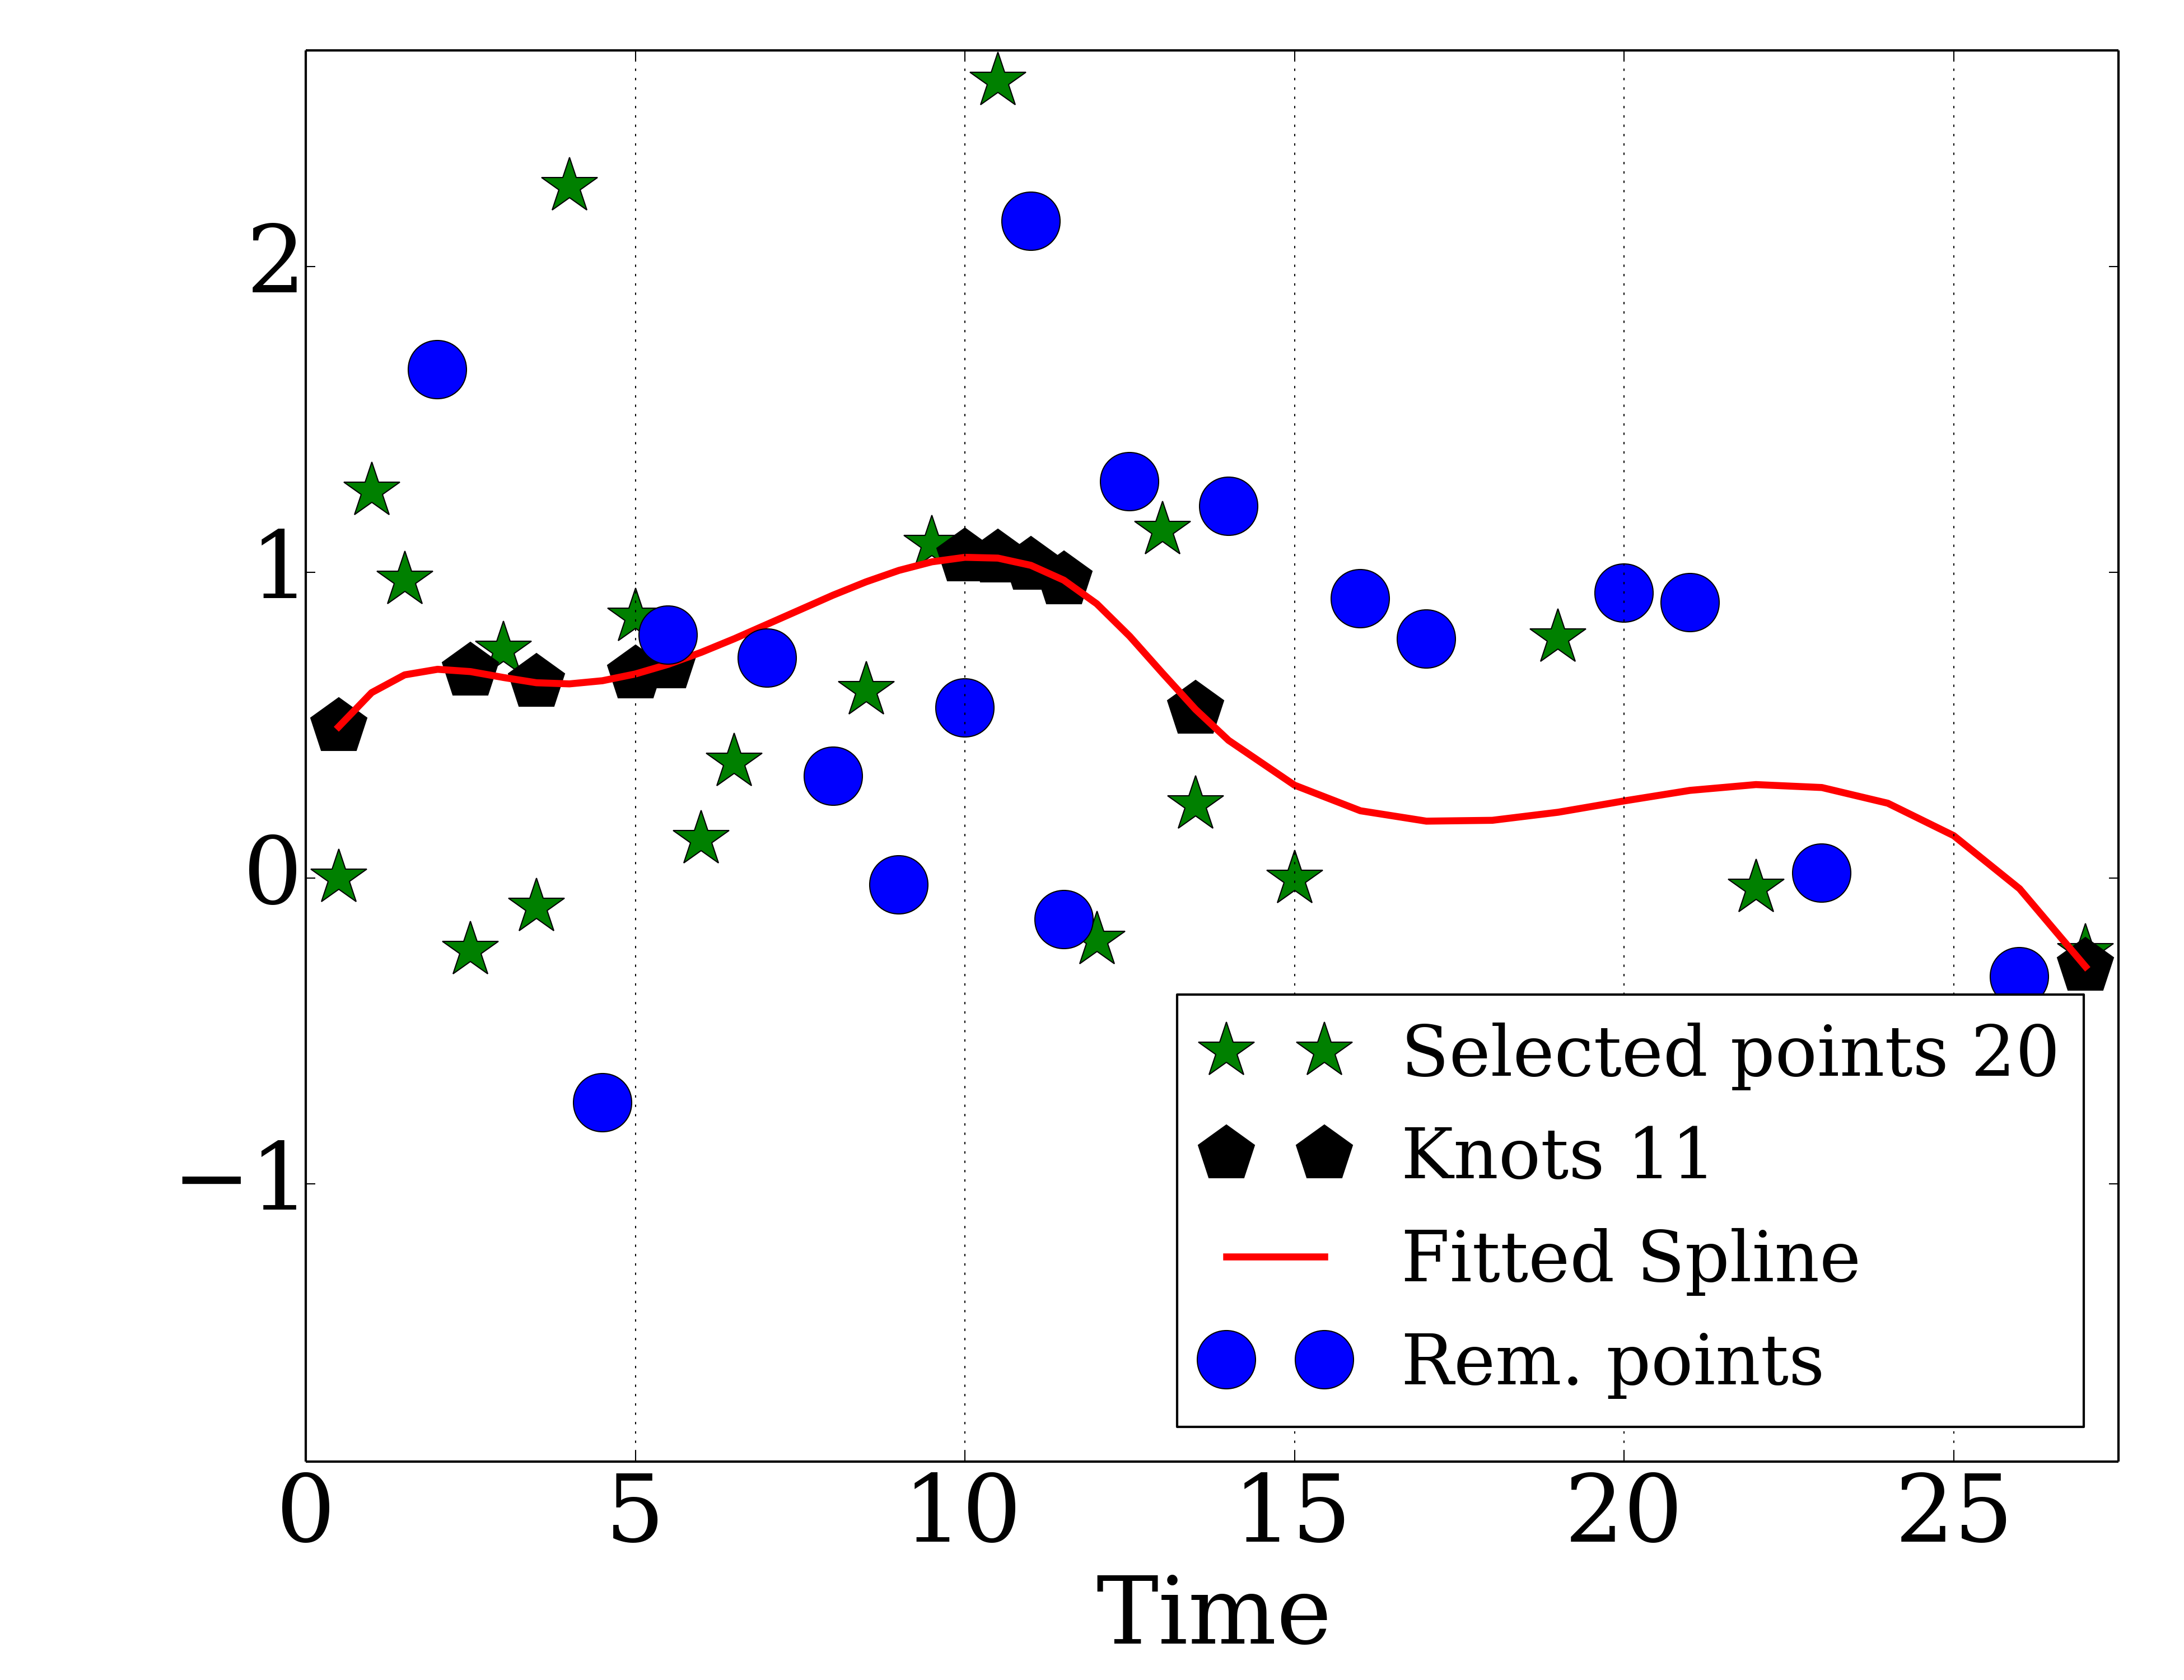 2
1
0
−1
0 5 10 15 20 25
Time
Selected points 20
Knots 11
Fitted Spline
Rem. points